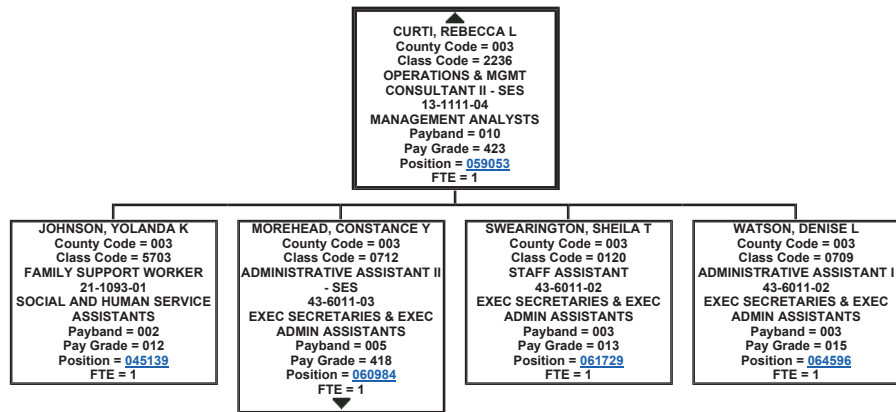 CURTI, REBECCA L
County Code = 003
Class Code = 2236
OPERATIONS & MGMT
CONSULTANT II - SES
13-1111-04
MANAGEMENT ANALYSTS
Payband = 010
Pay Grade = 423
Position = 059053
FTE = 1
JOHNSON, YOLANDA K
County Code = 003
Class Code = 5703
FAMILY SUPPORT WORKER
21-1093-01
SOCIAL AND HUMAN SERVICE
ASSISTANTS
Payband = 002
Pay Grade = 012
Position = 045139
FTE = 1
MOREHEAD, CONSTANCE Y
County Code = 003
Class Code = 0712
ADMINISTRATIVE ASSISTANT II
- SES
43-6011-03
EXEC SECRETARIES & EXEC
ADMIN ASSISTANTS
Payband = 005
Pay Grade = 418
Position = 060984
FTE = 1
SWEARINGTON, SHEILA T
County Code = 003
Class Code = 0120
STAFF ASSISTANT
43-6011-02
EXEC SECRETARIES & EXEC
ADMIN ASSISTANTS
Payband = 003
Pay Grade = 013
Position = 061729
FTE = 1
WATSON, DENISE L
County Code = 003
Class Code = 0709
ADMINISTRATIVE ASSISTANT I
43-6011-02
EXEC SECRETARIES & EXEC
ADMIN ASSISTANTS
Payband = 003
Pay Grade = 015
Position = 064596
FTE = 1